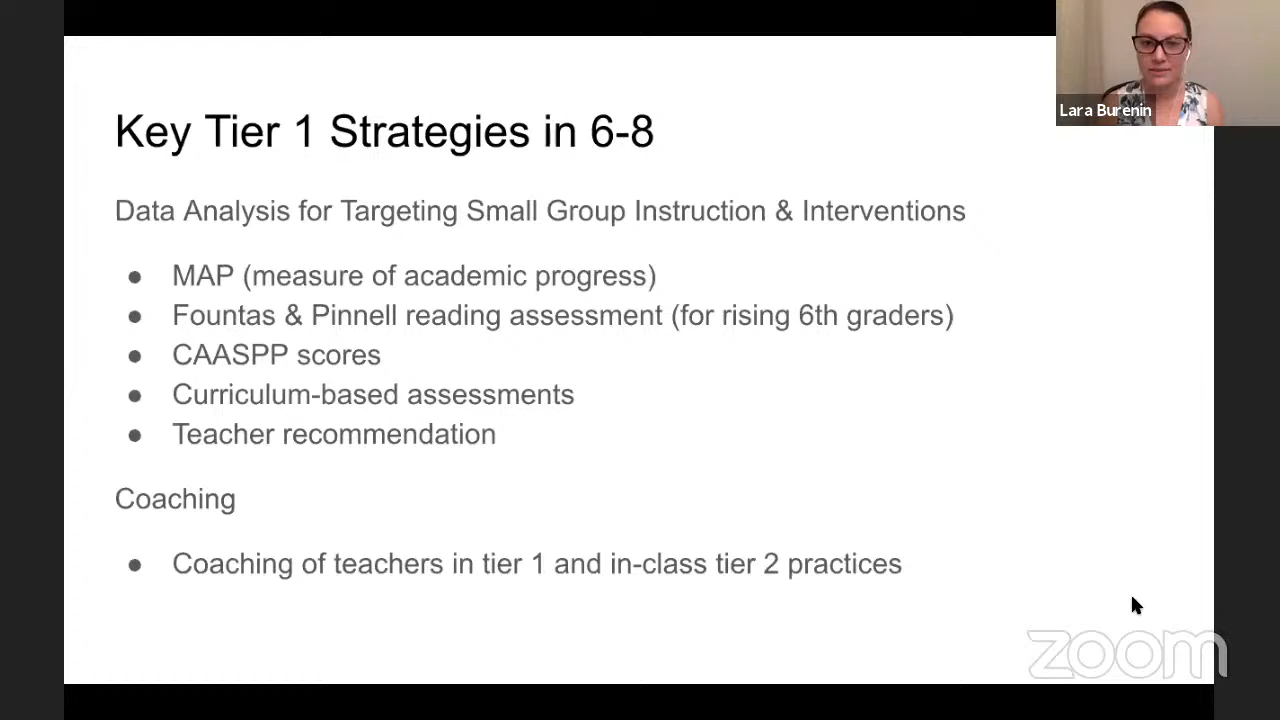 Lara Burenin
Key Tier 1 Strategies in 6-8
Data Analysis for Targeting Small Group Instruction & Interventions
● MAP (measure of academic progress)
● Fountas & Pinnell reading assessment (for rising 6th graders)
● CAASPP scores
● Curriculum-based assessments
● Teacher recommendation
Coaching
● Coaching of teachers in tier 1 and in-class tier 2 practices
zoom